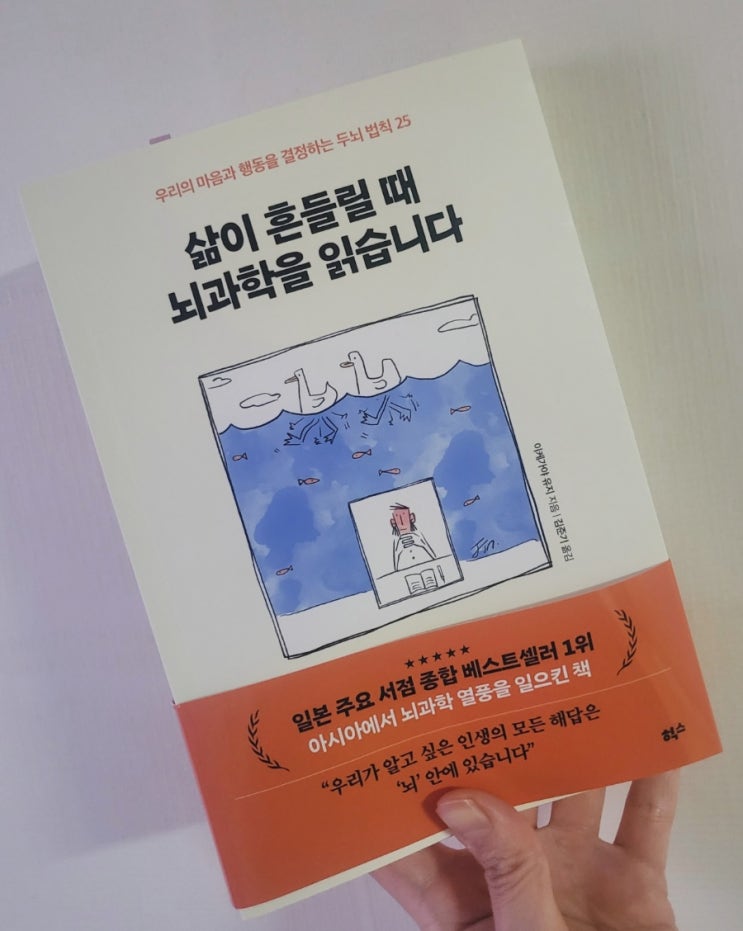 우리의 마음과 행동을 결정하는 두뇌 법칙 25
삶이 흔들릴 때
뇌과학을 읽습니다
이케가야 유지 지음 | 김준기 옮김
일본 주요 서점 종합 베스트셀러 1위
아시아에서 뇌과학 열풍을 일으킨 책
“우리가 알고 싶은 인생의 모든 해답은
‘뇌’ 안에 있습니다”
힉스